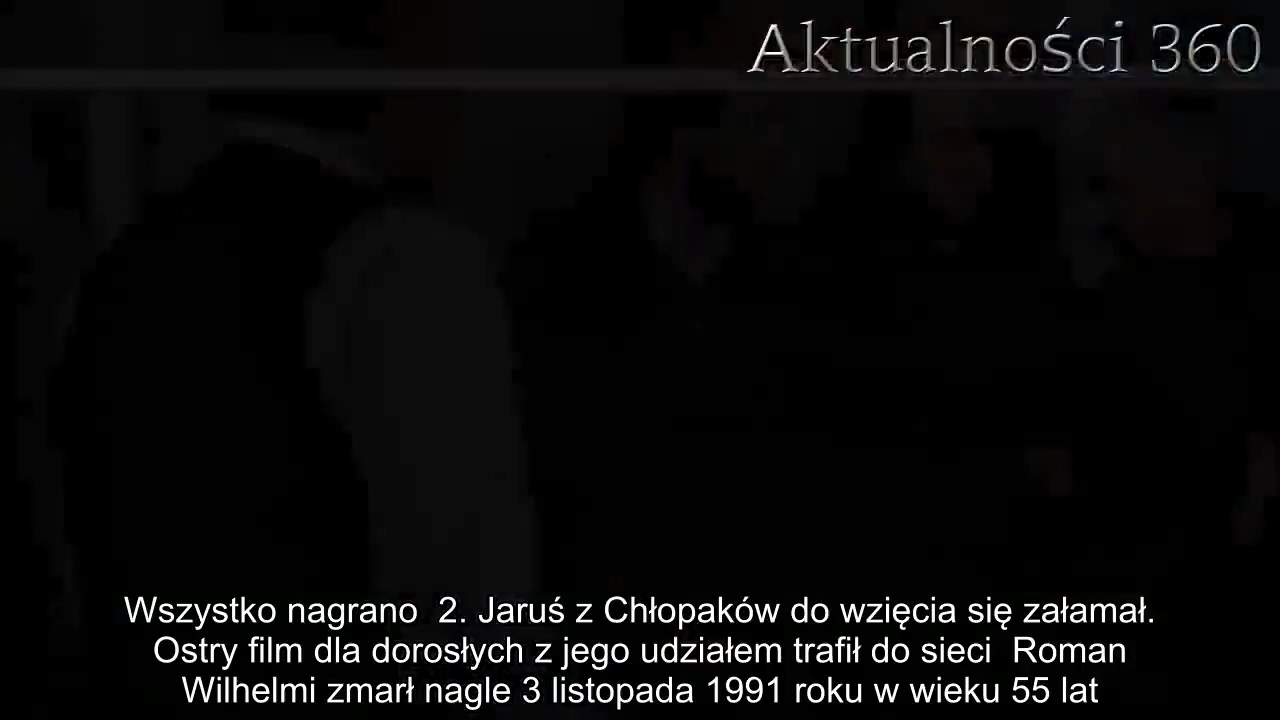 Aktualności 360
Wszystko nagrano  2. Jaruś z Chłopaków do wzięcia się załamał.
Ostry film dla dorosłych z jego udziałem trafił do sieci  Roman
Wilhelmi zmarł nagle 3 listopada 1991 roku w wieku 55 lat